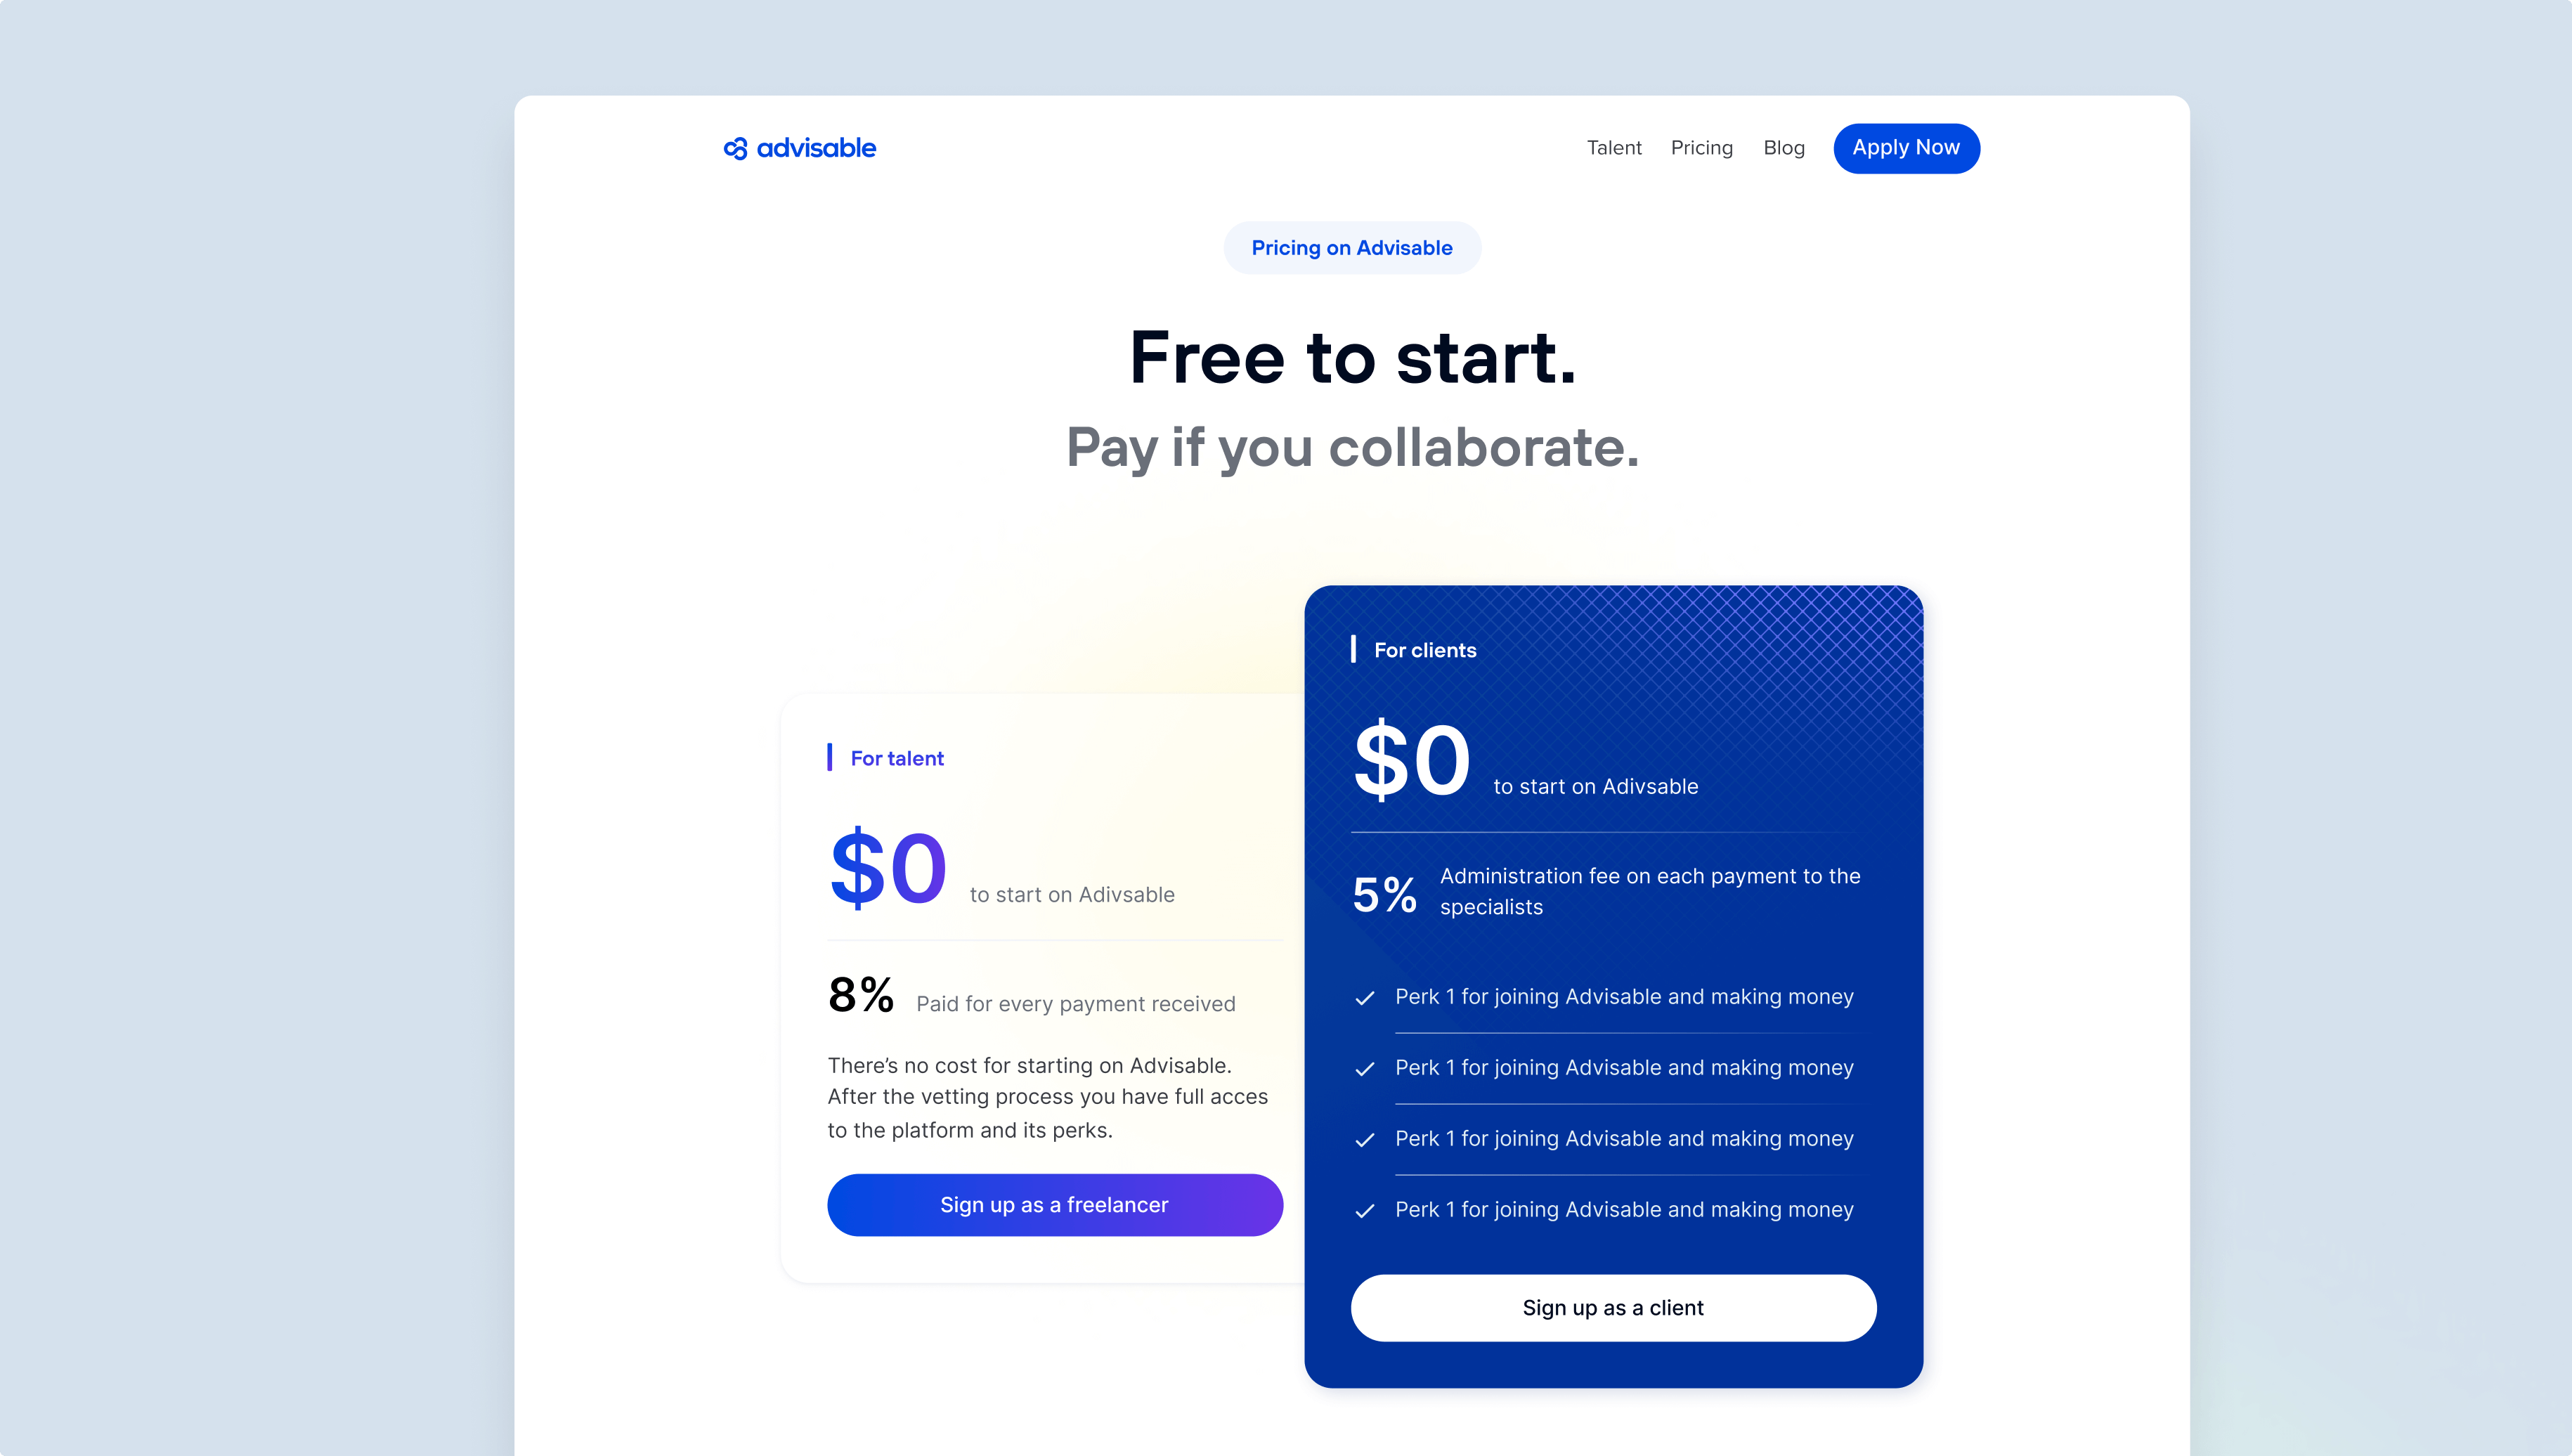 advisable
Talent
Pricing
Blog
Apply Now
Pricing on Advisable
Free to start.
Pay if you collaborate.
For talent
$0 to start on Adivsable
8% Paid for every payment received
There’s no cost for starting on Advisable.
After the vetting process you have full acces
to the platform and its perks.
Sign up as a freelancer
For clients
$0 to start on Adivsable
5% Administration fee on each payment to the
specialists
Perk 1 for joining Advisable and making money
Perk 1 for joining Advisable and making money
Perk 1 for joining Advisable and making money
Perk 1 for joining Advisable and making money
Sign up as a client